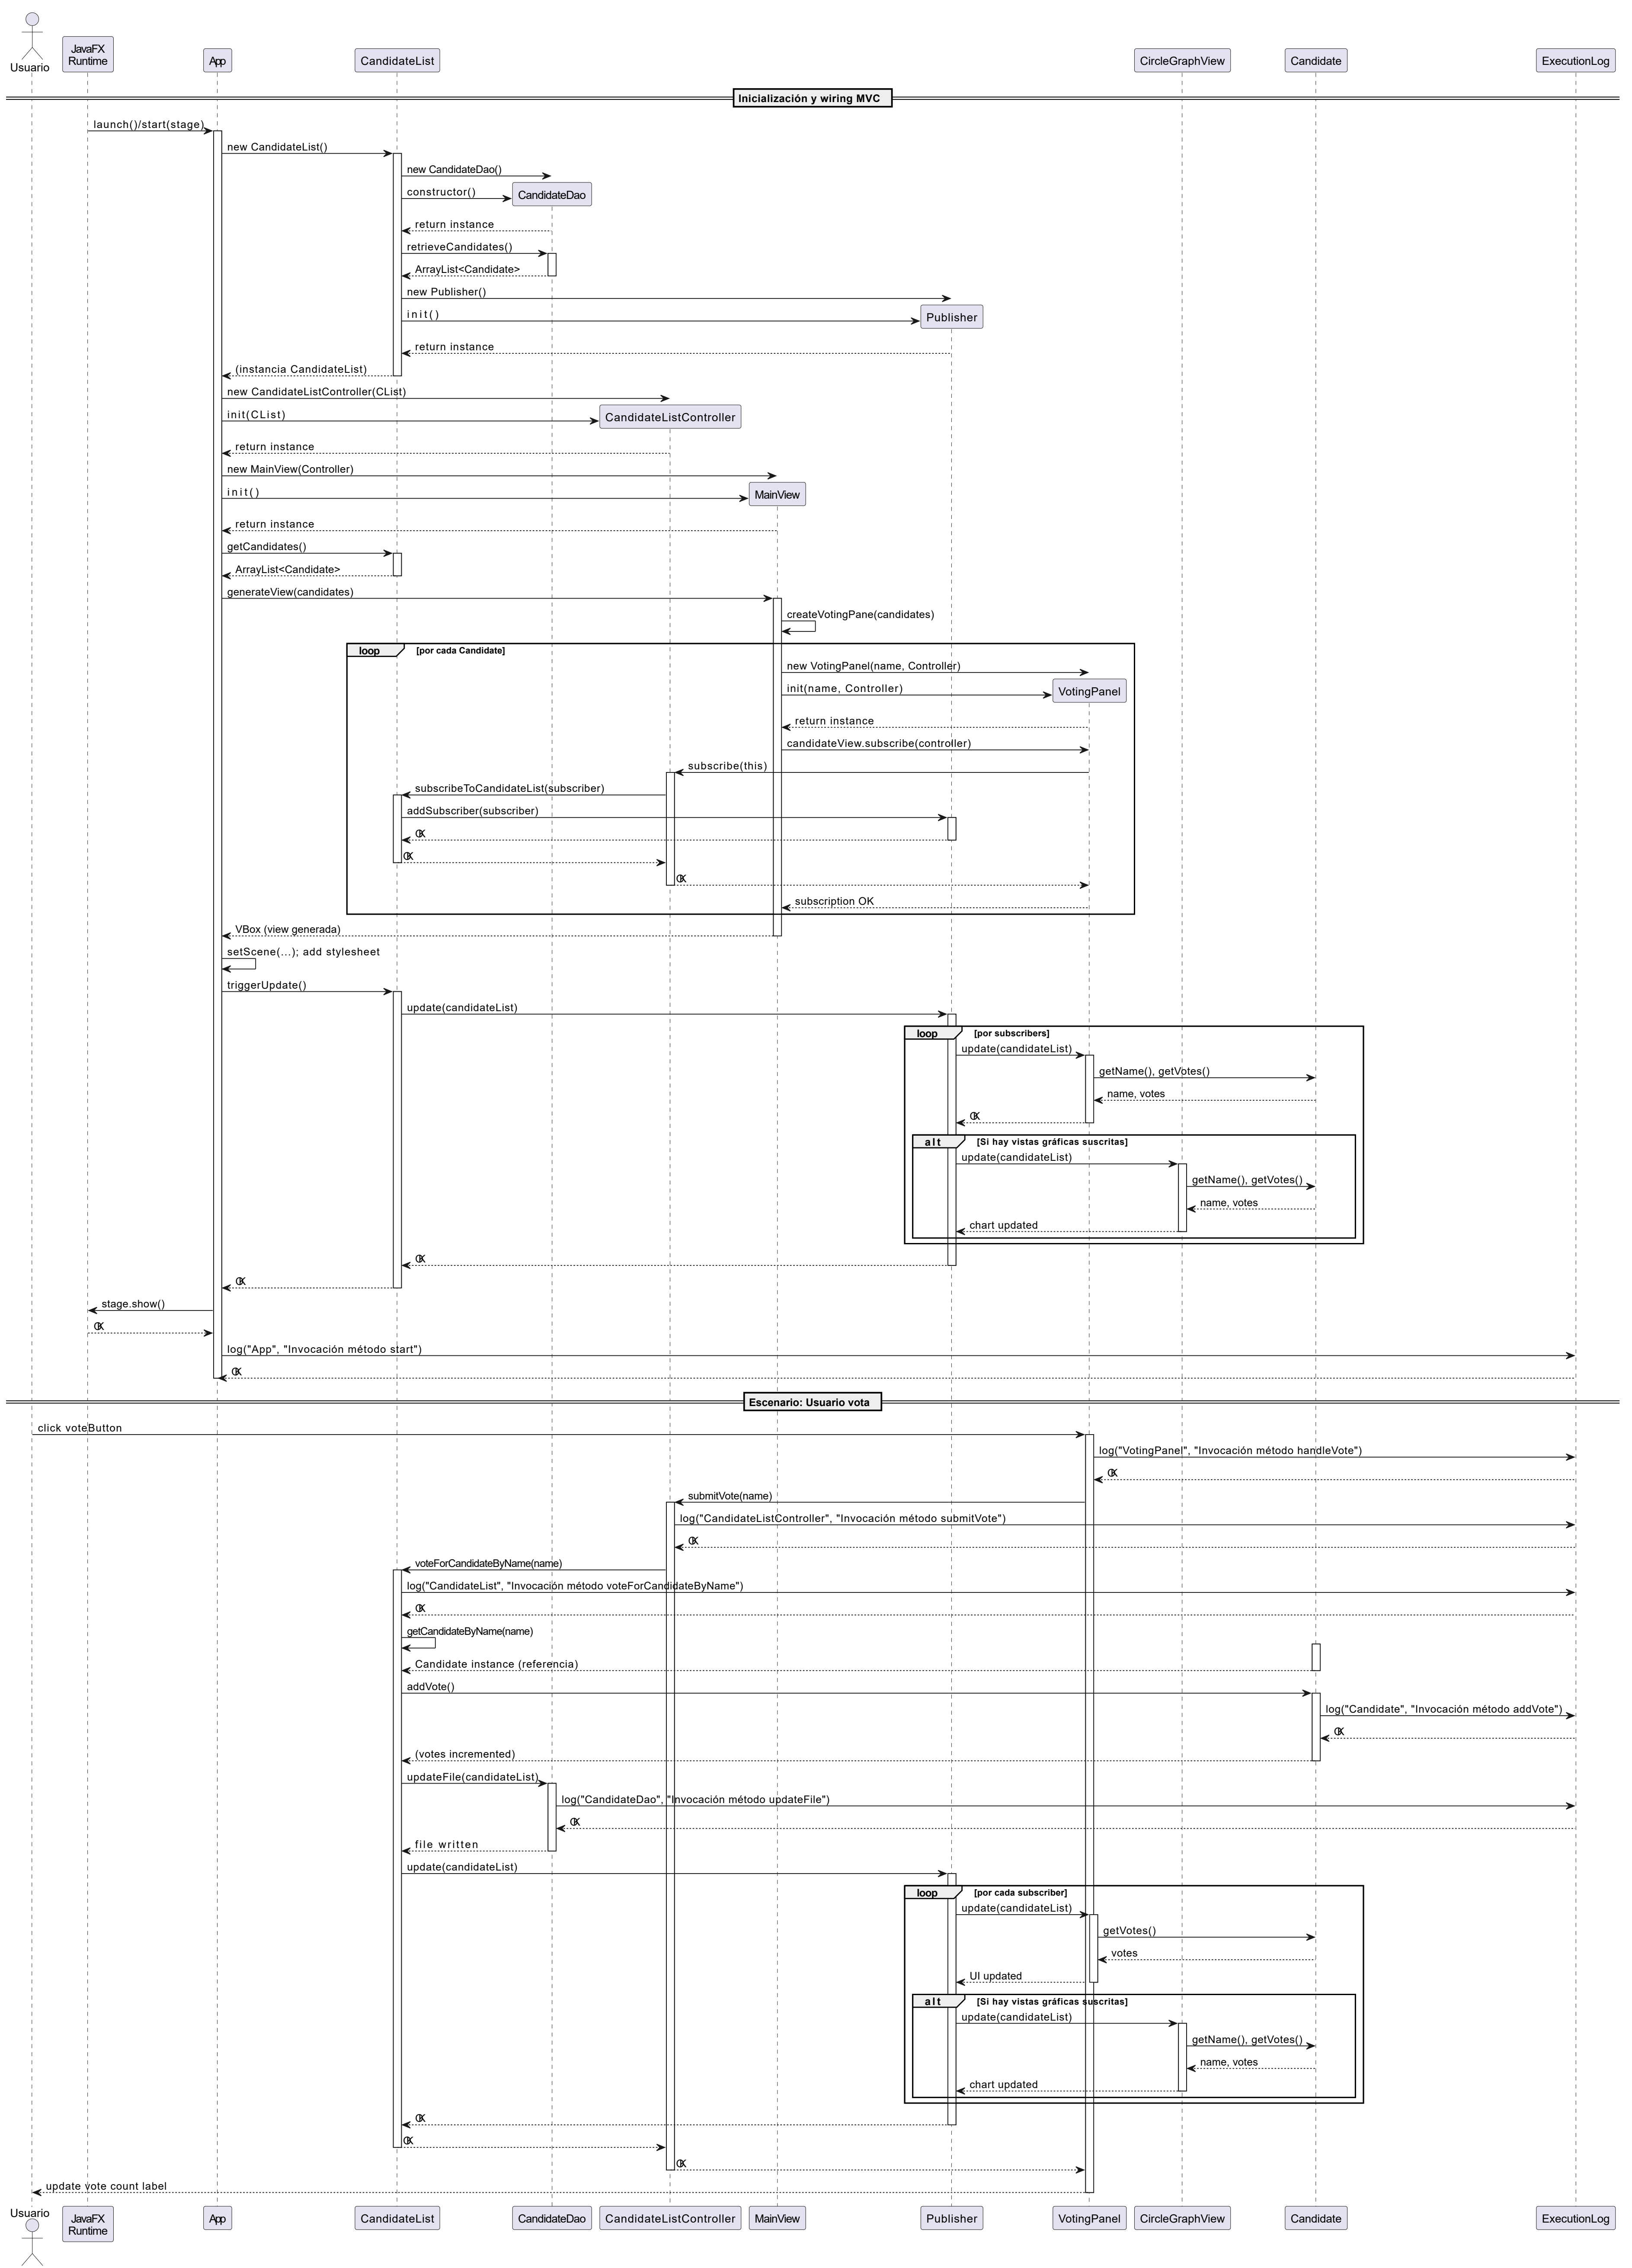 Usuario
JavaFX
Runtime
App
CandidateList
CircleGraphView
Candidate
ExecutionLog
Inicialización y wiring MVC
launch()/start(stage)
new CandidateList()
new CandidateDao()
constructor()
CandidateDao
return instance
retrieveCandidates()
ArrayList<Candidate>
new Publisher()
init()
Publisher
return instance
(instancia CandidateList)
new CandidateListController(CList)
init(CList)
CandidateListController
return instance
new MainView(Controller)
init()
MainView
return instance
getCandidates()
ArrayList<Candidate>
generateView(candidates)
createVotingPane(candidates)
loop [por cada Candidate]
new VotingPanel(name, Controller)
init(name, Controller)
VotingPanel
return instance
candidateView.subscribe(controller)
subscribe(this)
subscribeToCandidateList(subscriber)
addSubscriber(subscriber)
OK
OK
OK
subscription OK
VBox (view generada)
setScene(...); add stylesheet
triggerUpdate()
update(candidateList)
loop [por subscribers]
update(candidateList)
getName(), getVotes()
name, votes
OK
alt [Si hay vistas gráficas suscritas]
update(candidateList)
getName(), getVotes()
name, votes
chart updated
OK
OK
stage.show()
OK
log("App", "Invocación método start")
OK
Escenario: Usuario vota
click voteButton
log("VotingPanel", "Invocación método handleVote")
OK
submitVote(name)
log("CandidateListController", "Invocación método submitVote")
OK
voteForCandidateByName(name)
log("CandidateList", "Invocación método voteForCandidateByName")
OK
getCandidateByName(name)
Candidate instance (referencia)
addVote()
log("Candidate", "Invocación método addVote")
OK
(votes incremented)
updateFile(candidateList)
log("CandidateDao", "Invocación método updateFile")
OK
file written
update(candidateList)
loop [por cada subscriber]
update(candidateList)
getVotes()
votes
UI updated
alt [Si hay vistas gráficas suscritas]
update(candidateList)
getName(), getVotes()
name, votes
chart updated
OK
OK
OK
update vote count label
Usuario
JavaFX
Runtime
App
CandidateList
CandidateDao
CandidateListController
MainView
Publisher
VotingPanel
CircleGraphView
Candidate
ExecutionLog